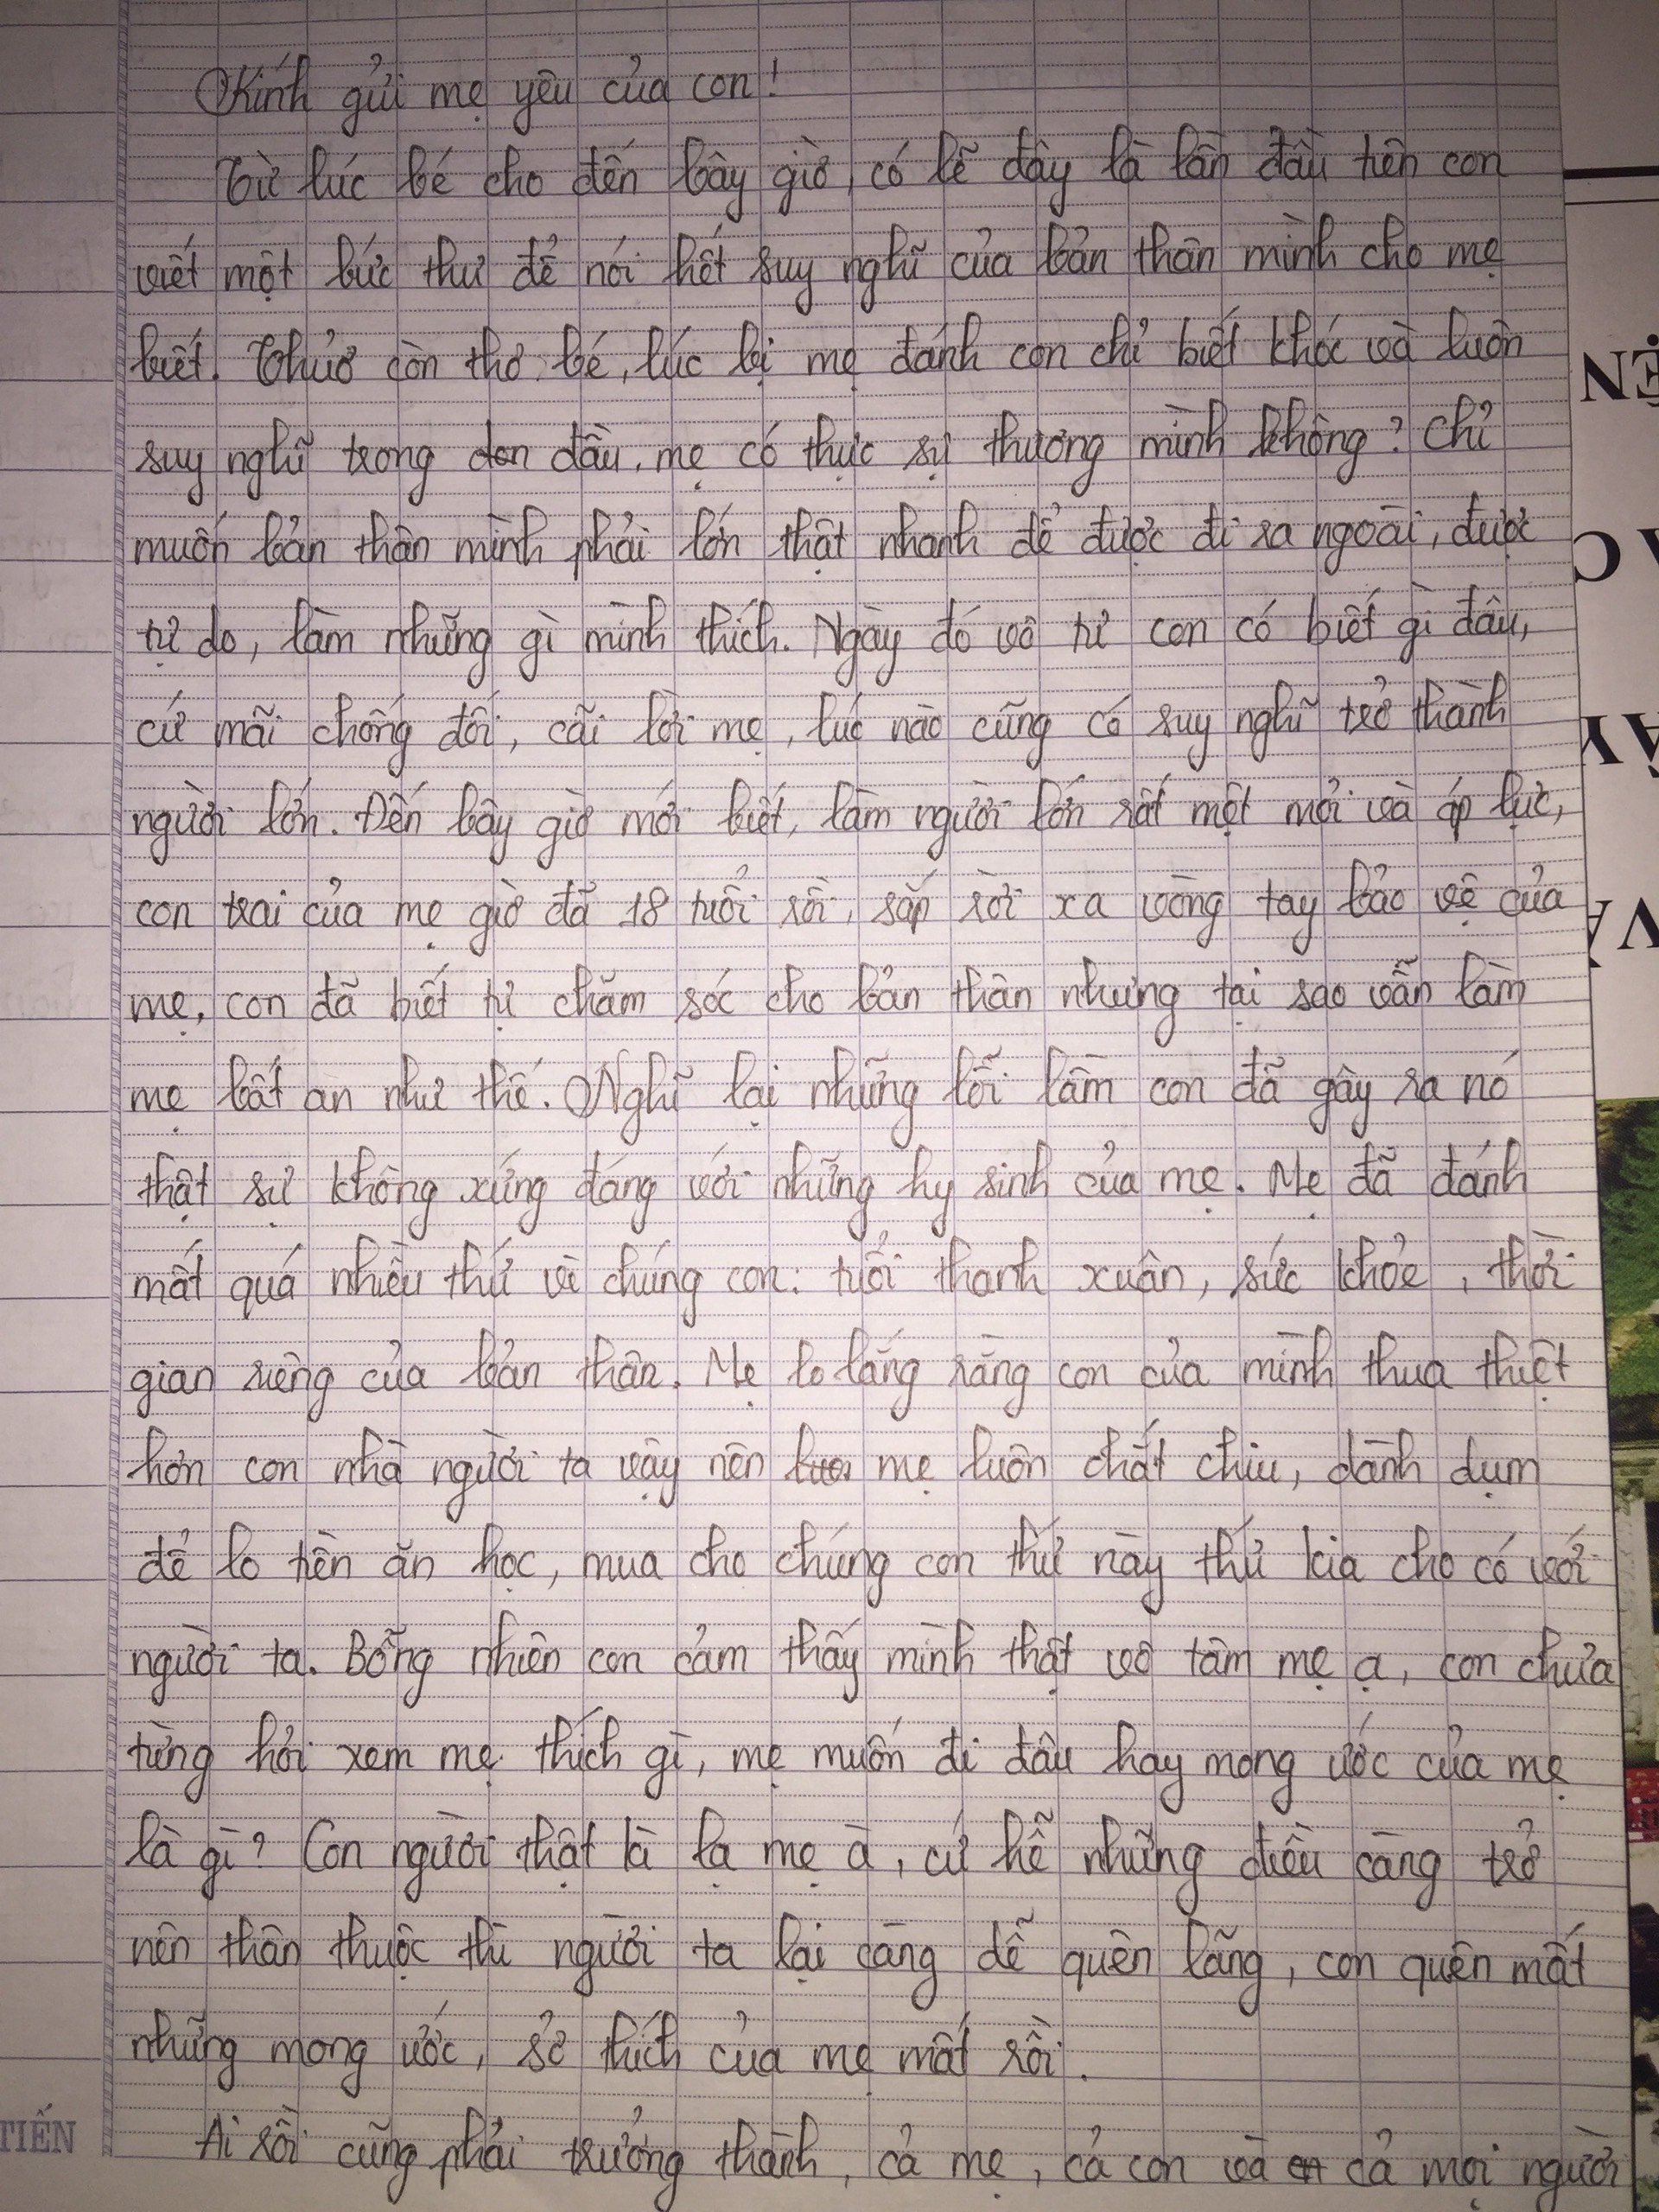 Kính gửi mẹ yêu của con!
Từ lúc bé cho đến bây giờ, có lẽ đây là lần đầu tiên con
viết một bức thư để nói hết suy nghĩ của bản thân mình cho mẹ
biết. Thuở còn thơ bé, lúc bị mẹ đánh con chỉ biết khóc và luôn
suy nghĩ trong đầu, mẹ có thực sự thương mình không? Chỉ
muốn bản thân mình phải lớn thật nhanh để được đi ra ngoài, được
tự do, làm những gì mình thích. Ngày đó vô tư con có biết gì đâu,
cứ mãi chống đối, cãi lời mẹ, lúc nào cũng có suy nghĩ trở thành
người lớn. Đến bây giờ mới biết, làm người lớn rất mệt mỏi và áp lực,
con trai của mẹ giờ đã 18 tuổi rồi, sắp rời xa vòng tay bảo vệ của
mẹ, con đã biết tự chăm sóc cho bản thân nhưng tại sao vẫn làm
mẹ bất an như thế. Nghĩ lại những lỗi lầm con đã gây ra nó
thật sự không xứng đáng với những hy sinh của mẹ. Mẹ đã đánh
mất quá nhiều thứ vì chúng con: tuổi thanh xuân, sức khỏe, thời
gian riêng của bản thân. Mẹ lo lắng rằng con của mình thua thiệt
hơn con nhà người ta vậy nên mẹ luôn chắt chiu, dành dụm
để lo tiền ăn học, mua cho chúng con thứ này thứ kia cho có với
người ta. Bỗng nhiên con cảm thấy mình thật vô tâm mẹ ạ, con chưa
từng hỏi xem mẹ thích gì, mẹ muốn đi đâu hay mong ước của mẹ
là gì? Con người thật là lạ mẹ à, cứ hễ những điều càng trở
nên thân thuộc thì người ta lại càng dễ quên lãng, con quên mất
những mong ước, sở thích của mẹ mất rồi.
Ai rồi cũng phải trưởng thành, cả mẹ, cả con và cả mọi người
TIẾN